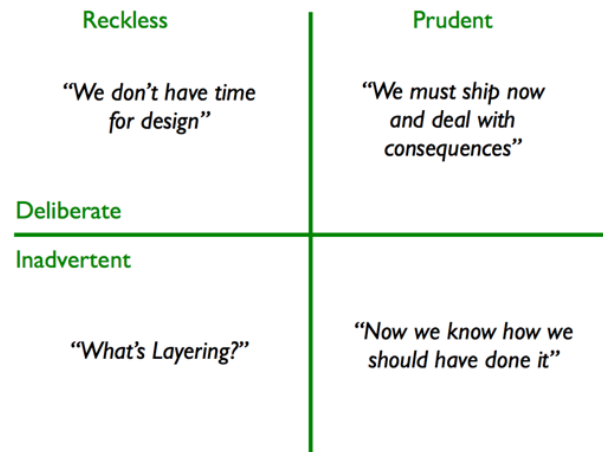 Reckless
Prudent
“We don’t have time
for design”
“We must ship now
and deal with
consequences”
Deliberate
Inadvertent
“What’s Layering?”
“Now we know how we
should have done it”